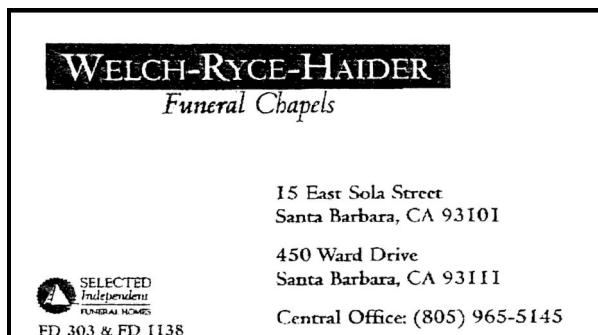 WELCH-RYCE-HAIDER
Funeral Chapels
15 East Sola Street
Santa Barbara, CA 93101
450 Ward Drive
Santa Barbara, CA 93111
SELECTED
Independent
FUNERAL HOMES
FD 303 & FD 1138
Central Office: (805) 965-5145